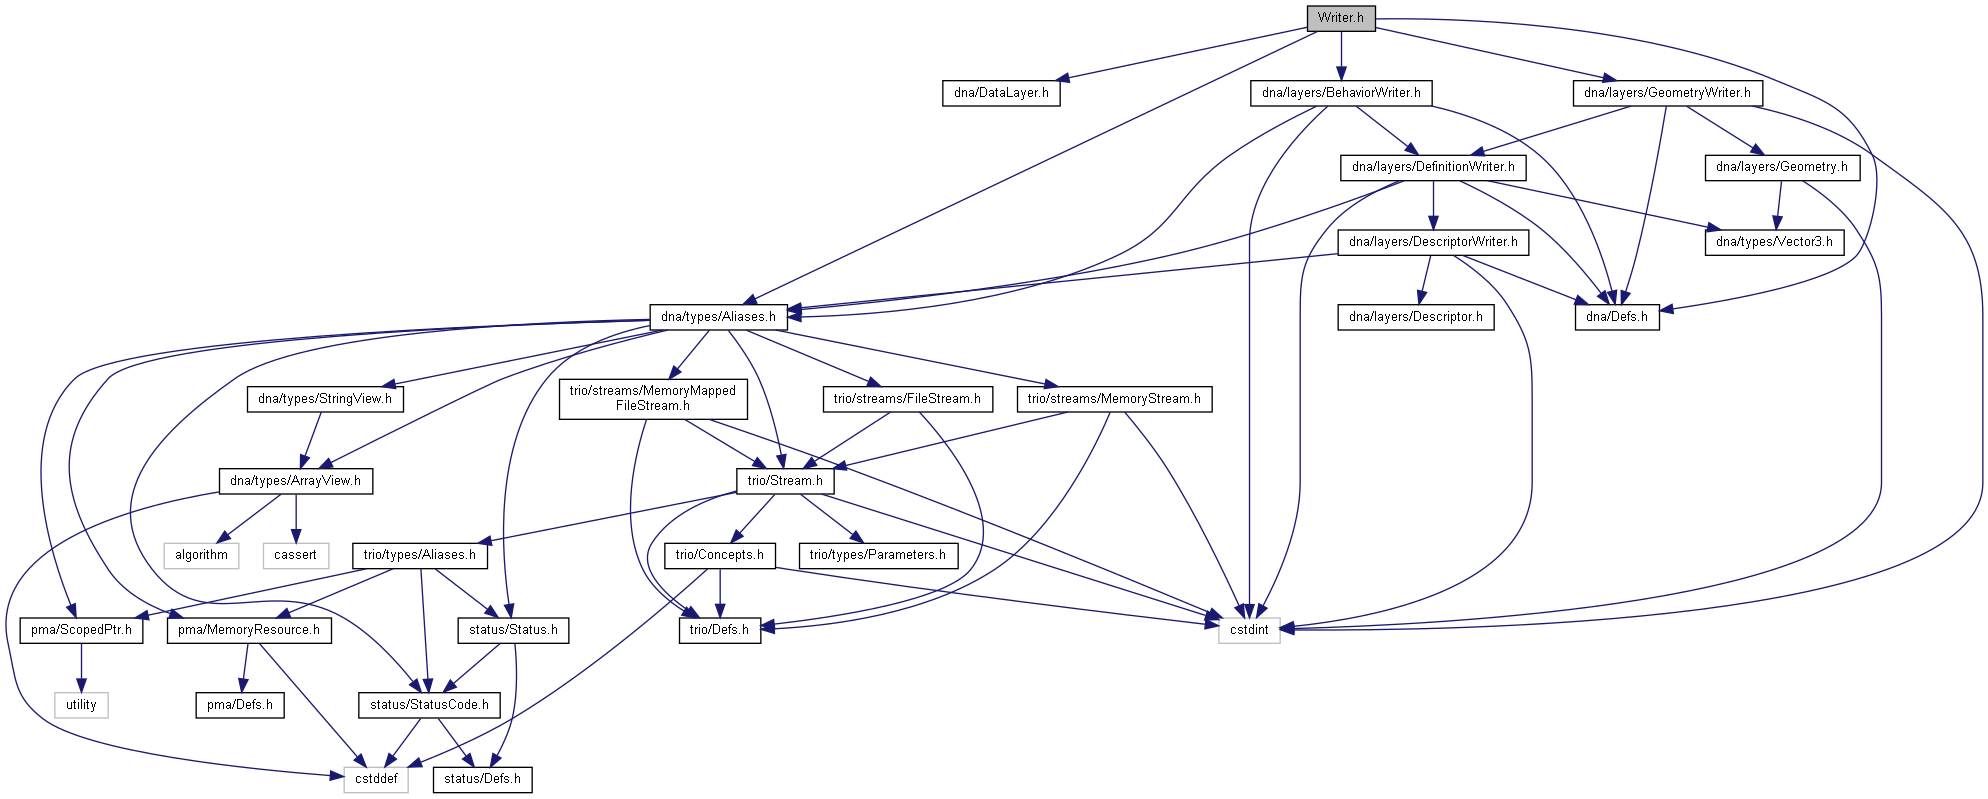 Writer.h
dna/DataLayer.h
dna/layers/BehaviorWriter.h
dna/layers/GeometryWriter.h
dna/layers/DefinitionWriter.h
dna/layers/Geometry.h
dna/layers/DescriptorWriter.h
dna/types/Vector3.h
dna/types/Aliases.h
dna/layers/Descriptor.h
dna/Defs.h
dna/types/StringView.h
trio/streams/MemoryMapped
FileStream.h
trio/streams/FileStream.h
trio/streams/MemoryStream.h
dna/types/ArrayView.h
trio/Stream.h
algorithm
cassert
trio/types/Aliases.h
trio/Concepts.h
trio/types/Parameters.h
pma/ScopedPtr.h
pma/MemoryResource.h
status/Status.h
trio/Defs.h
cstdint
utility
pma/Defs.h
status/StatusCode.h
cstddef
status/Defs.h